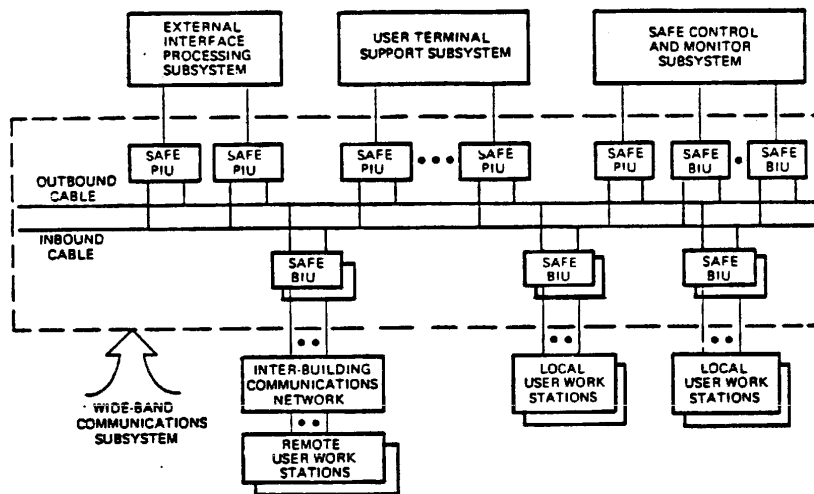 EXTERNAL
INTERFACE
PROCESSING
SUBSYSTEM
USER TERMINAL
SUPPORT SUBSYSTEM
SAFE CONTROL
AND MONITOR
SUBSYSTEM
SAFE
PIU
SAFE
PIU
SAFE
PIU
SAFE
PIU
SAFE
PIU
SAFE
BIU
SAFE
BIU
OUTBOUND
CABLE
INBOUND
CABLE
SAFE
BIU
SAFE
BIU
SAFE
BIU
WIDE-BAND
COMMUNICATIONS
SUBSYSTEM
INTER-BUILDING
COMMUNICATIONS
NETWORK
LOCAL
USER WORK
STATIONS
LOCAL
USER WORK
STATIONS
REMOTE
USER WORK
STATIONS